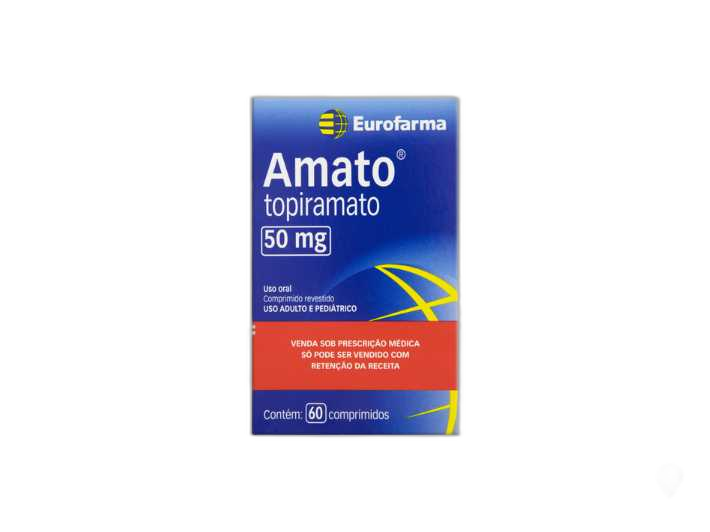 Eurofarma
Amato®
topiramato
50 mg
Uso oral
Comprimido revestido
USO ADULTO E PEDIÁTRICO
VENDA SOB PRESCRIÇÃO MÉDICA
SÓ PODE SER VENDIDO COM
RETENÇÃO DA RECEITA
Contém: 60 comprimidos